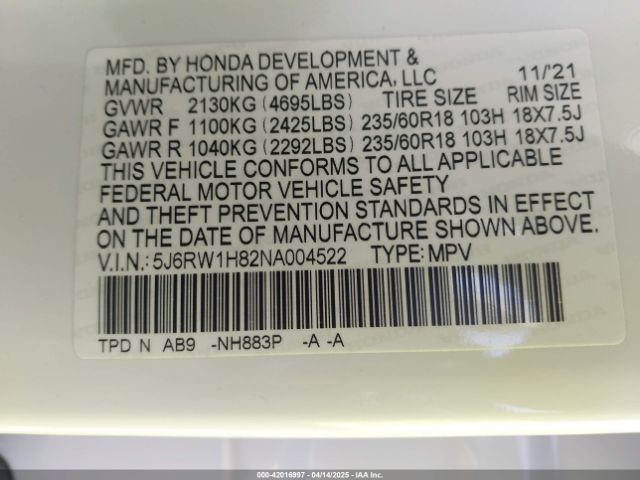 MFD. BY HONDA DEVELOPMENT &
MANUFACTURING OF AMERICA, LLC 11/'21
GVWR 2130KG (4695LBS) TIRE SIZE RIM SIZE
GAWR F 1100KG (2425LBS) 235/60R18 103H 18X7.5J
GAWR R 1040KG (2292LBS) 235/60R18 103H 18X7.5J
THIS VEHICLE CONFORMS TO ALL APPLICABLE
FEDERAL MOTOR VEHICLE SAFETY
AND THEFT PREVENTION STANDARDS IN EFFECT
ON THE DATE OF MANUFACTURE SHOWN ABOVE.
V.I.N.: 5J6RW1H82NA004522 TYPE: MPV
TPD N AB9 -NH883P -A -A
000-42016997 - 04/14/2025 - IAAI Inc.